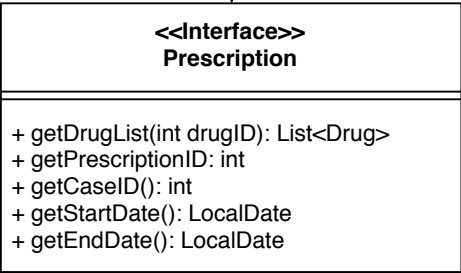 <<Interface>>
Prescription
+ getDrugList(int drugID): List<Drug>
+ getPrescriptionID: int
+ getCaseID(): int
+ getStartDate(): LocalDate
+ getEndDate(): LocalDate